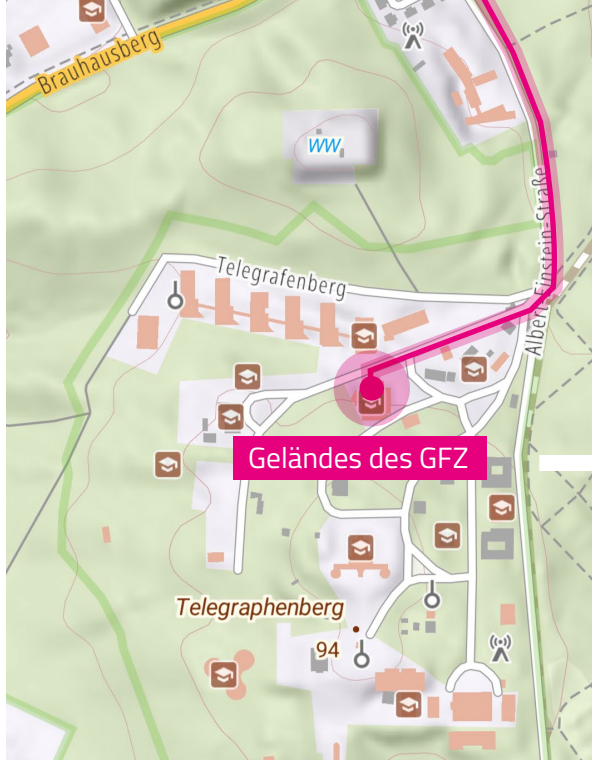 Brauhausberg
WW
Albert-Einstein-Straße
Telegrafenberg
Geländes des GFZ
Telegraphenberg
94